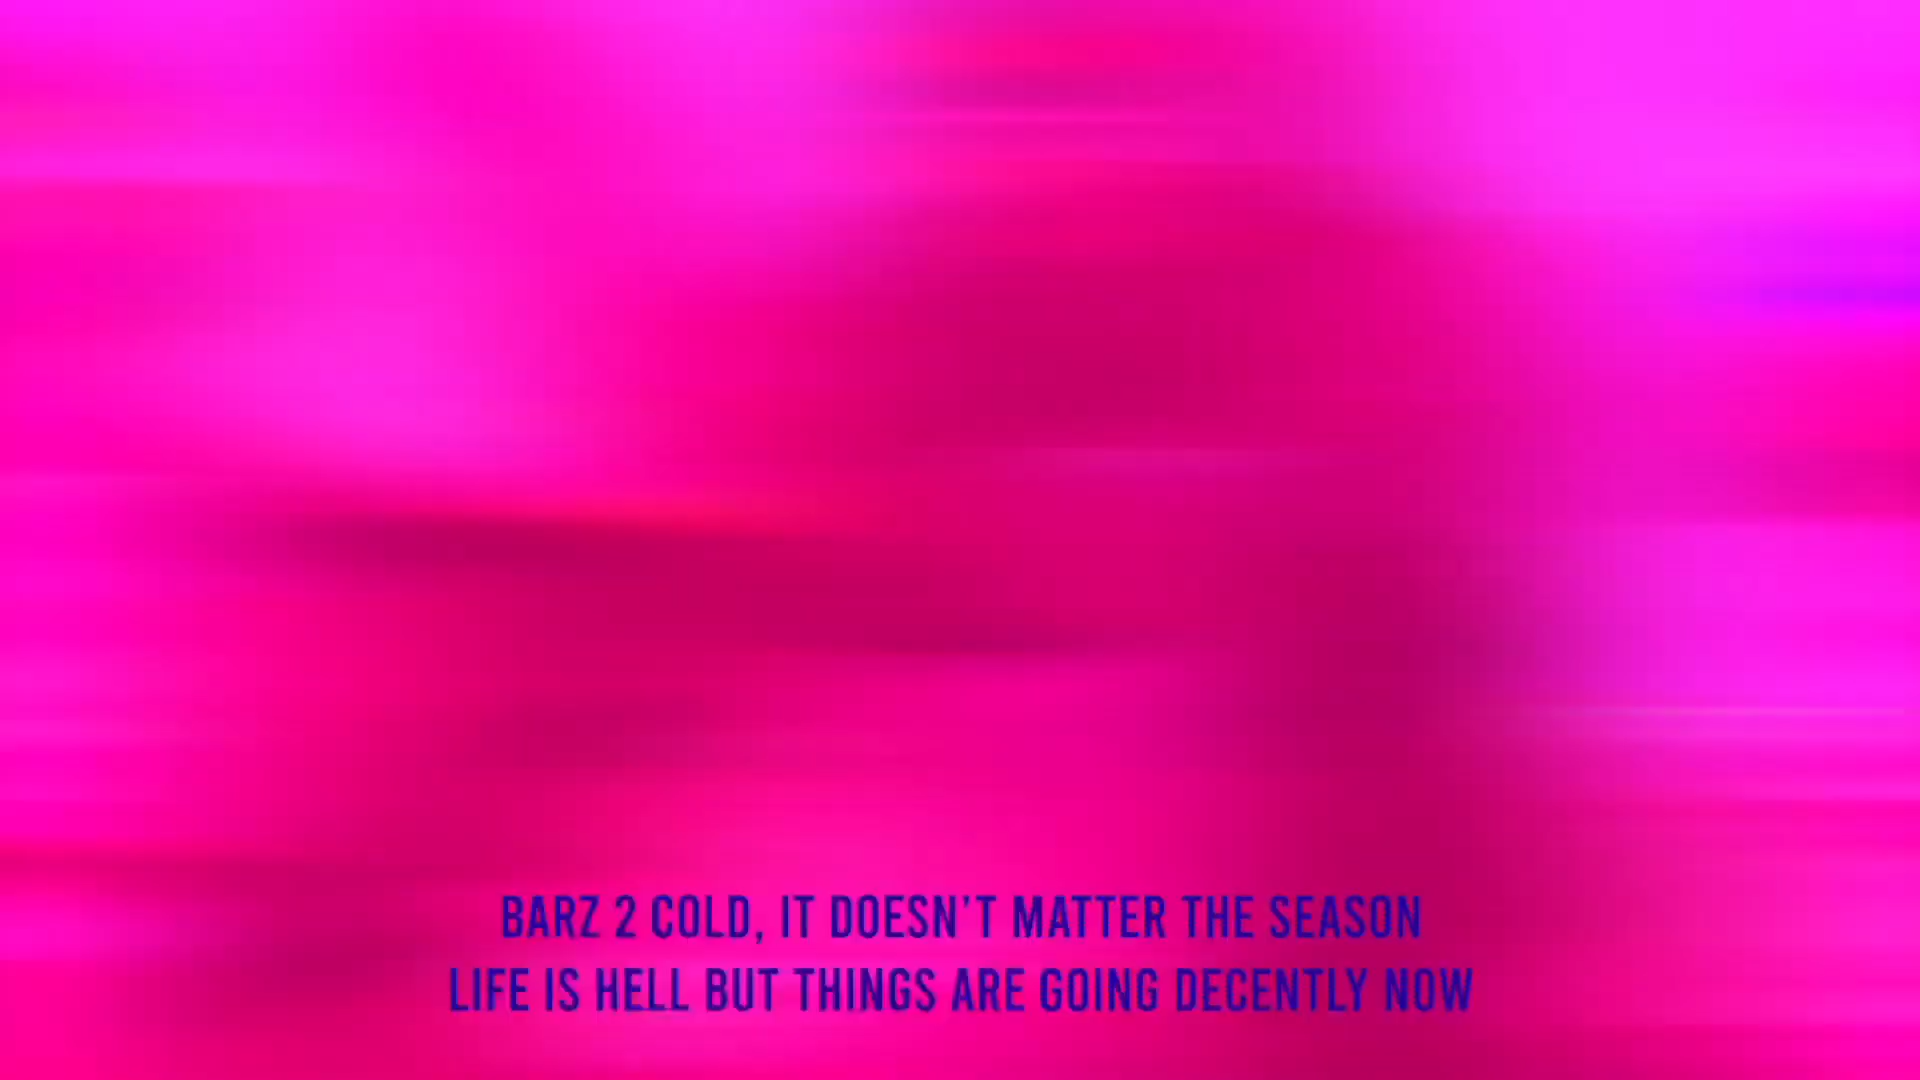 BARZ 2 COLD, IT DOESN'T MATTER THE SEASON
LIFE IS HELL BUT THINGS ARE GOING DECENTLY NOW